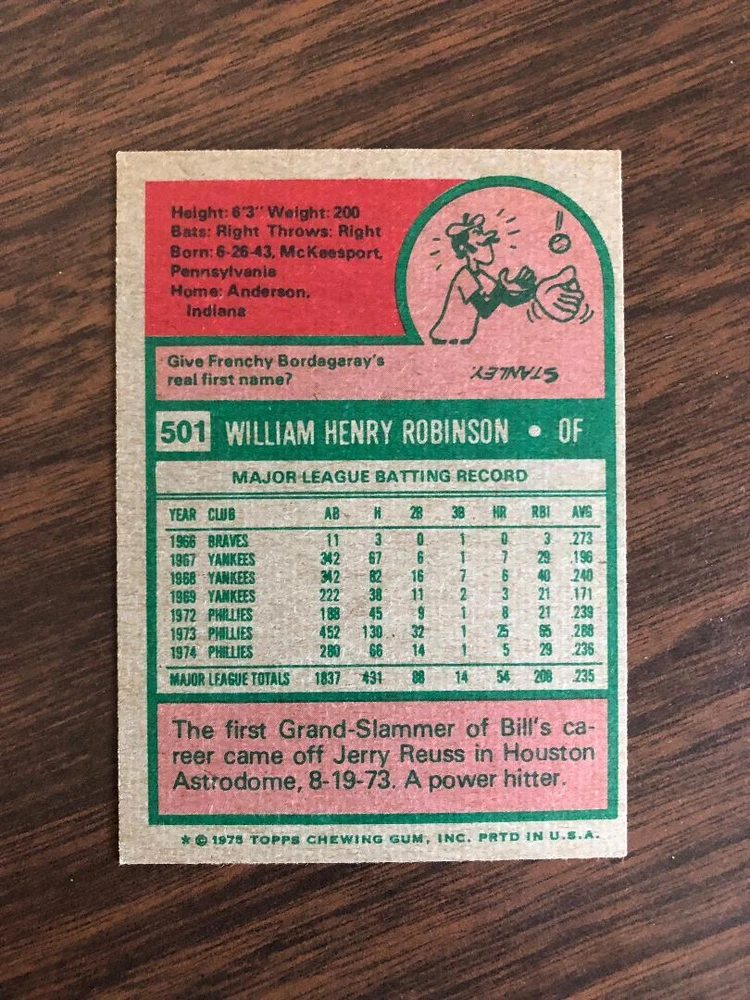 Height: 6'3" Weight: 200
Bats: Right Throws: Right
Born: 6-26-43, McKeesport,
Pennsylvania
Home: Anderson,
Indiana
Give Frenchy Bordagaray's
real first name?
STANLEY.
501 WILLIAM HENRY ROBINSON • OF
MAJOR LEAGUE BATTING RECORD
YEAR CLUB AB H 2B 3B HR RBI AVG
1966 BRAVES 11 3 0 1 0 3 .273
1967 YANKEES 342 67 6 1 7 29 .196
1968 YANKEES 342 82 16 7 6 40 .240
1969 YANKEES 222 38 11 2 3 21 .171
1972 PHILLIES 188 45 9 1 8 21 .239
1973 PHILLIES 452 130 32 1 25 65 .288
1974 PHILLIES 280 66 14 1 5 29 .236
MAJOR LEAGUE TOTALS 1837 431 88 14 54 208 .235
The first Grand-Slammer of Bill's ca-
reer came off Jerry Reuss in Houston
Astrodome, 8-19-73. A power hitter.
* © 1975 TOPPS CHEWING GUM, INC. PRTD IN U.S.A.